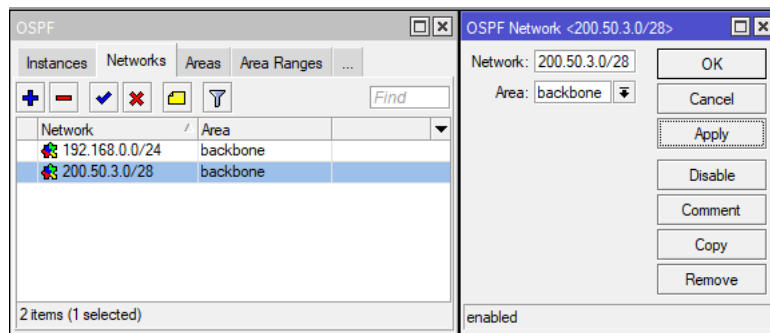 OSPF
Instances Networks Areas Area Ranges ...
Find
Network Area
192.168.0.0/24 backbone
200.50.3.0/28 backbone
2 items (1 selected)
OSPF Network <200.50.3.0/28>
Network: 200.50.3.0/28
Area: backbone
OK
Cancel
Apply
Disable
Comment
Copy
Remove
enabled